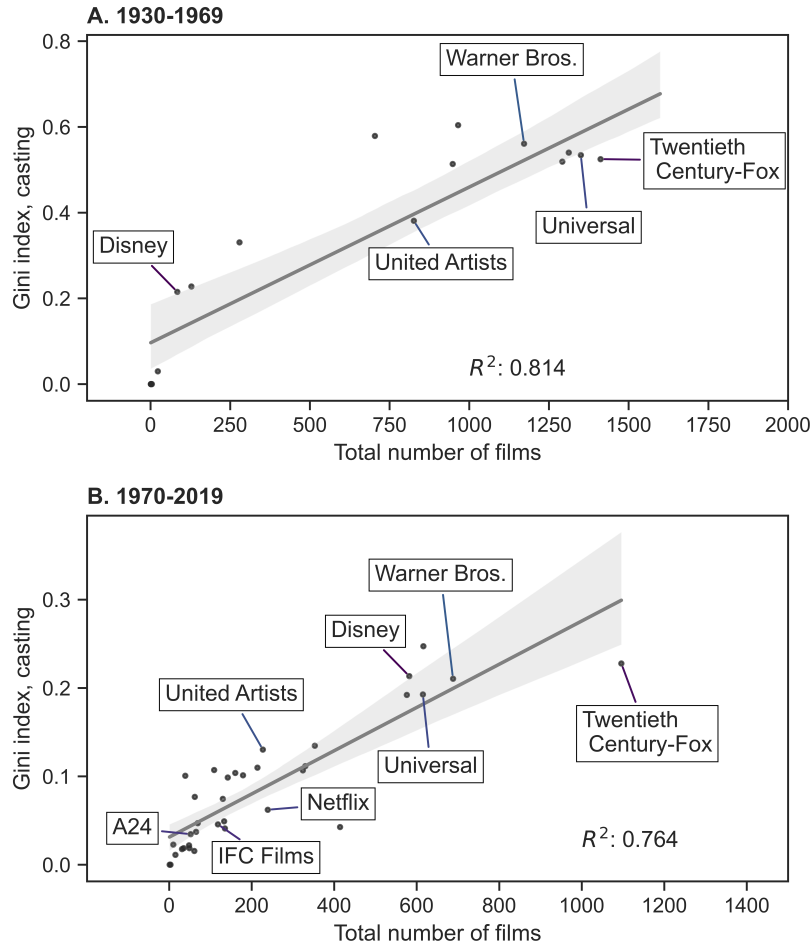 A. 1930-1969
0.8
0.6
0.4
0.2
0.0
Gini index, casting
Warner Bros.
Twentieth
Century-Fox
Universal
Disney
United Artists
R²: 0.814
0 250 500 750 1000 1250 1500 1750 2000
Total number of films
B. 1970-2019
0.3
0.2
0.1
0.0
Gini index, casting
Warner Bros.
Disney
United Artists
Twentieth
Century-Fox
Universal
Netflix
A24
IFC Films
R²: 0.764
0 200 400 600 800 1000 1200 1400
Total number of films